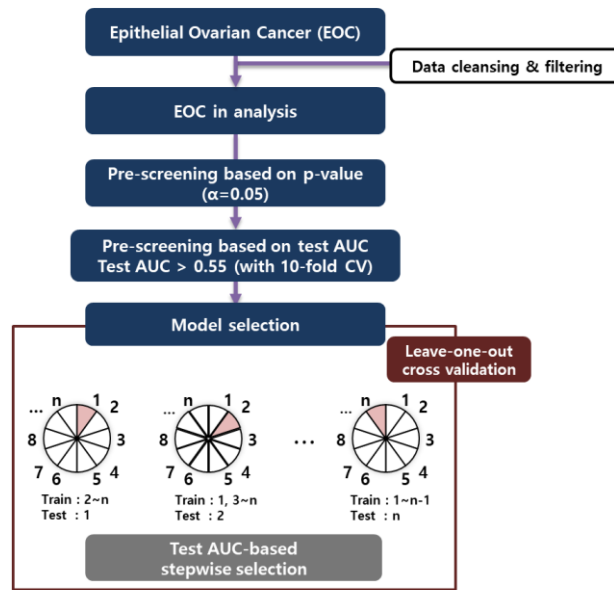 Epithelial Ovarian Cancer (EOC)
Data cleansing & filtering
EOC in analysis
Pre-screening based on p-value
(α=0.05)
Pre-screening based on test AUC
Test AUC > 0.55 (with 10-fold CV)
Model selection
Leave-one-out
cross validation
... n 1 2
8 3
7 6 5 4
Train : 2~n
Test : 1
... n 1 2
8 3
7 6 5 4
Train : 1, 3~n
Test : 2
...
... n 1 2
8 3
7 6 5 4
Train : 1~n-1
Test : n
Test AUC-based
stepwise selection